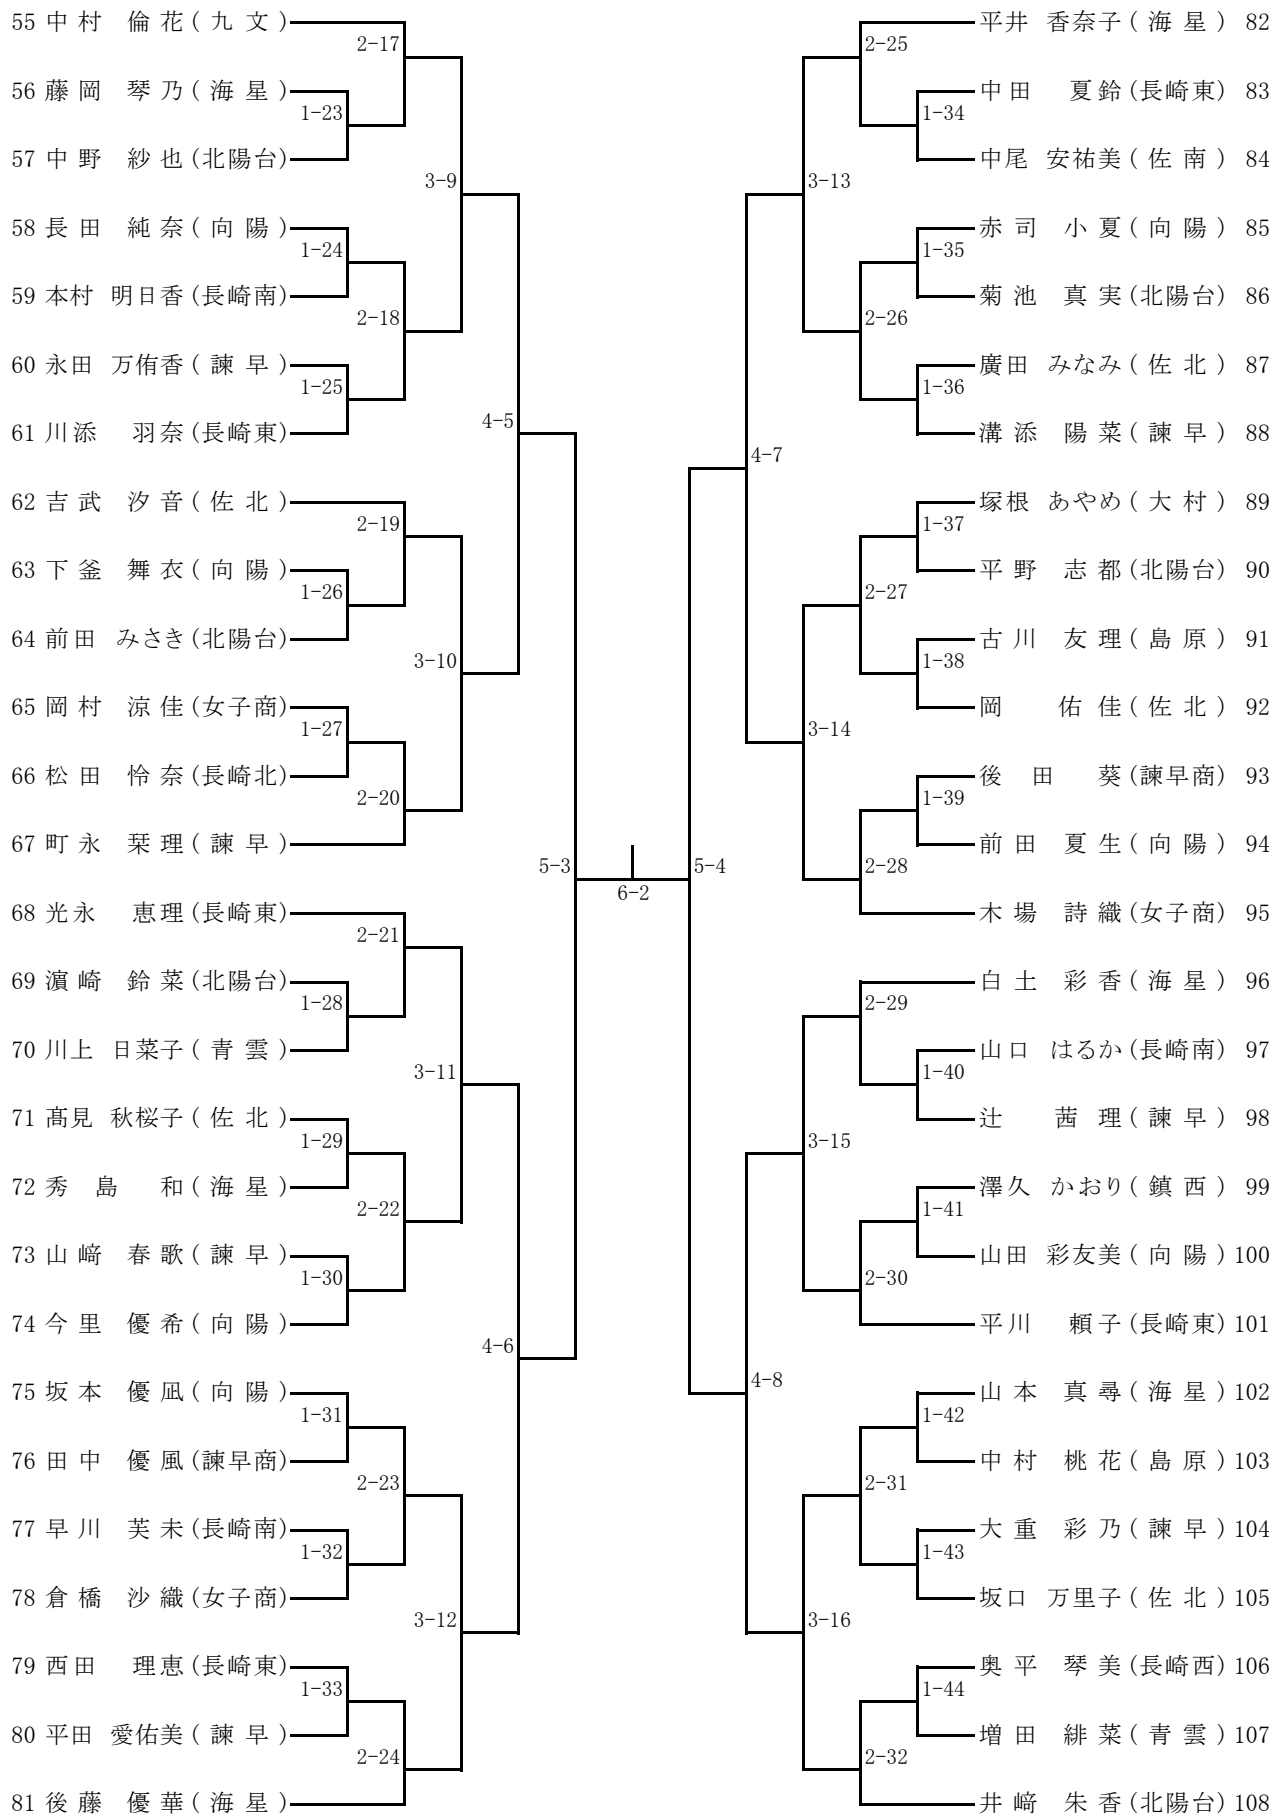 55 中村 倫花(九文)
2-17
56 藤岡 琴乃(海星)
1-23
57 中野 紗也(北陽台)
3-9
58 長田 純奈(向陽)
1-24
59 本村 明日香(長崎南)
2-18
60 永田 万侑香(諫早)
1-25
61 川添 羽奈(長崎東)
4-5
62 吉武 汐音(佐北)
2-19
63 下釜 舞衣(向陽)
1-26
64 前田 みさき(北陽台)
3-10
65 岡村 涼佳(女子商)
1-27
66 松田 怜奈(長崎北)
2-20
67 町永 栞理(諫早)
5-3
68 光永 恵理(長崎東)
2-21
69 濵崎 鈴菜(北陽台)
1-28
70 川上 日菜子(青雲)
3-11
71 髙見 秋桜子(佐北)
1-29
72 秀島 和(海星)
2-22
73 山﨑 春歌(諫早)
1-30
74 今里 優希(向陽)
4-6
75 坂本 優凪(向陽)
1-31
76 田中 優風(諫早商)
2-23
77 早川 芙未(長崎南)
1-32
78 倉橋 沙織(女子商)
3-12
79 西田 理恵(長崎東)
1-33
80 平田 愛佑美(諫早)
2-24
81 後藤 優華(海星)
6-2
平井 香奈子(海星) 82
2-25
中田 夏鈴(長崎東) 83
1-34
中尾 安祐美(佐南) 84
3-13
赤司 小夏(向陽) 85
1-35
菊池 真実(北陽台) 86
2-26
廣田 みなみ(佐北) 87
1-36
溝添 陽菜(諫早) 88
4-7
塚根 あやめ(大村) 89
1-37
平野 志都(北陽台) 90
2-27
古川 友理(島原) 91
1-38
岡 佑佳(佐北) 92
3-14
後田 葵(諫早商) 93
1-39
前田 夏生(向陽) 94
2-28
木場 詩織(女子商) 95
5-4
白土 彩香(海星) 96
2-29
山口 はるか(長崎南) 97
1-40
辻 茜理(諫早) 98
3-15
澤久 かおり(鎮西) 99
1-41
山田 彩友美(向陽) 100
2-30
平川 頼子(長崎東) 101
4-8
山本 真尋(海星) 102
1-42
中村 桃花(島原) 103
2-31
大重 彩乃(諫早) 104
1-43
坂口 万里子(佐北) 105
3-16
奥平 琴美(長崎西) 106
1-44
増田 緋菜(青雲) 107
2-32
井﨑 朱香(北陽台) 108